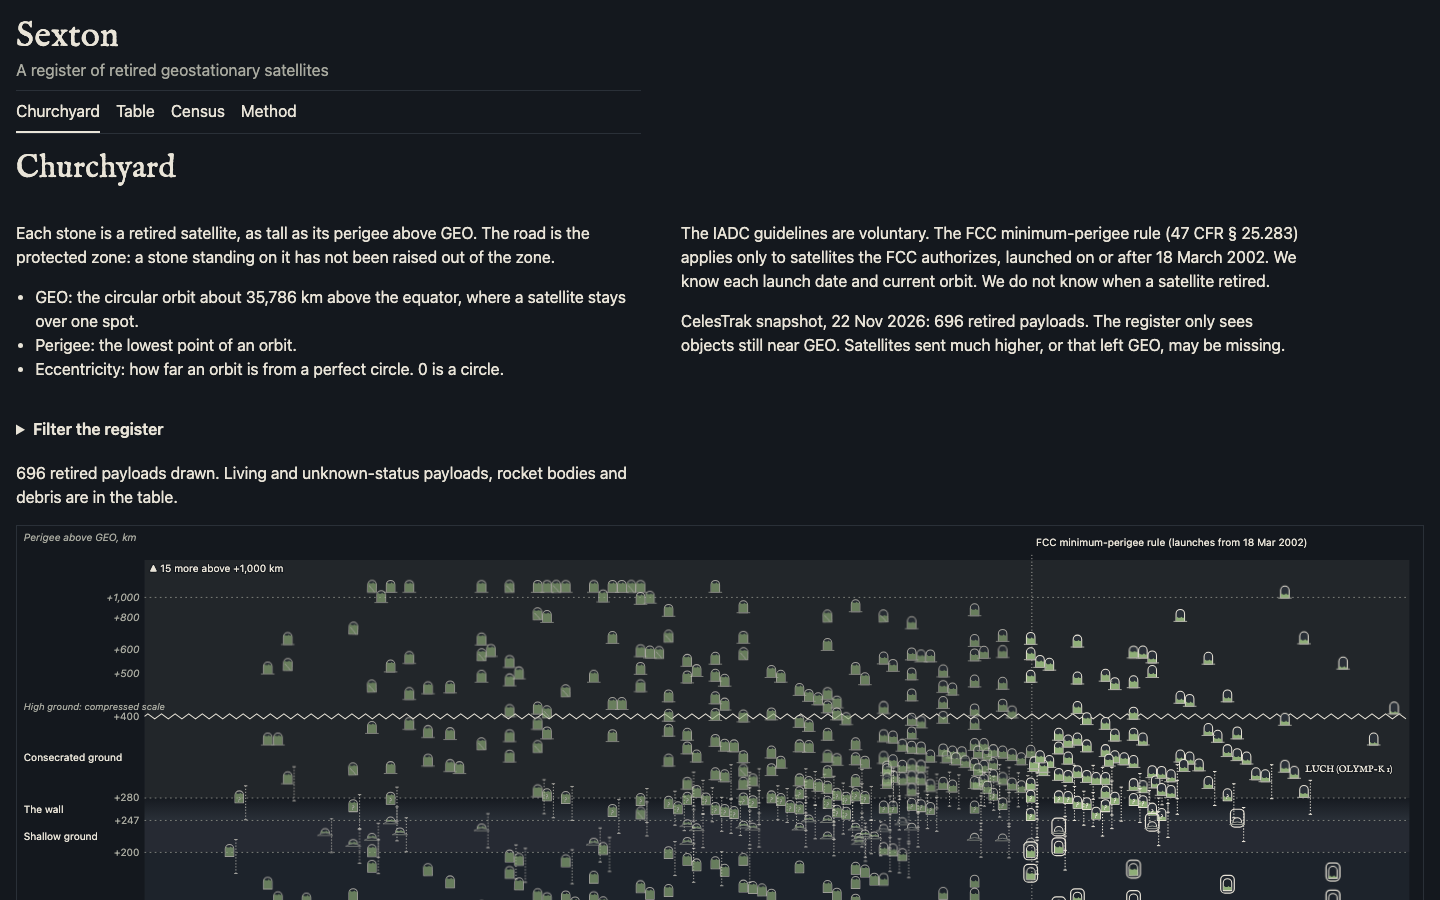 Sexton
A register of retired geostationary satellites
Churchyard Table Census Method
Churchyard
Each stone is a retired satellite, as tall as its perigee above GEO. The road is the
protected zone: a stone standing on it has not been raised out of the zone.
• GEO: the circular orbit about 35,786 km above the equator, where a satellite stays
over one spot.
• Perigee: the lowest point of an orbit.
• Eccentricity: how far an orbit is from a perfect circle. 0 is a circle.
The IADC guidelines are voluntary. The FCC minimum-perigee rule (47 CFR § 25.283)
applies only to satellites the FCC authorizes, launched on or after 18 March 2002. We
know each launch date and current orbit. We do not know when a satellite retired.
CelesTrak snapshot, 22 Nov 2026: 696 retired payloads. The register only sees
objects still near GEO. Satellites sent much higher, or that left GEO, may be missing.
▶ Filter the register
696 retired payloads drawn. Living and unknown-status payloads, rocket bodies and
debris are in the table.
Perigee above GEO, km
FCC minimum-perigee rule (launches from 18 Mar 2002)
▲ 15 more above +1,000 km
+1,000
+800
+600
+500
High ground: compressed scale
+400
Consecrated ground
LUCH (OLYMP-K 1)
+280
The wall
+247
Shallow ground
+200